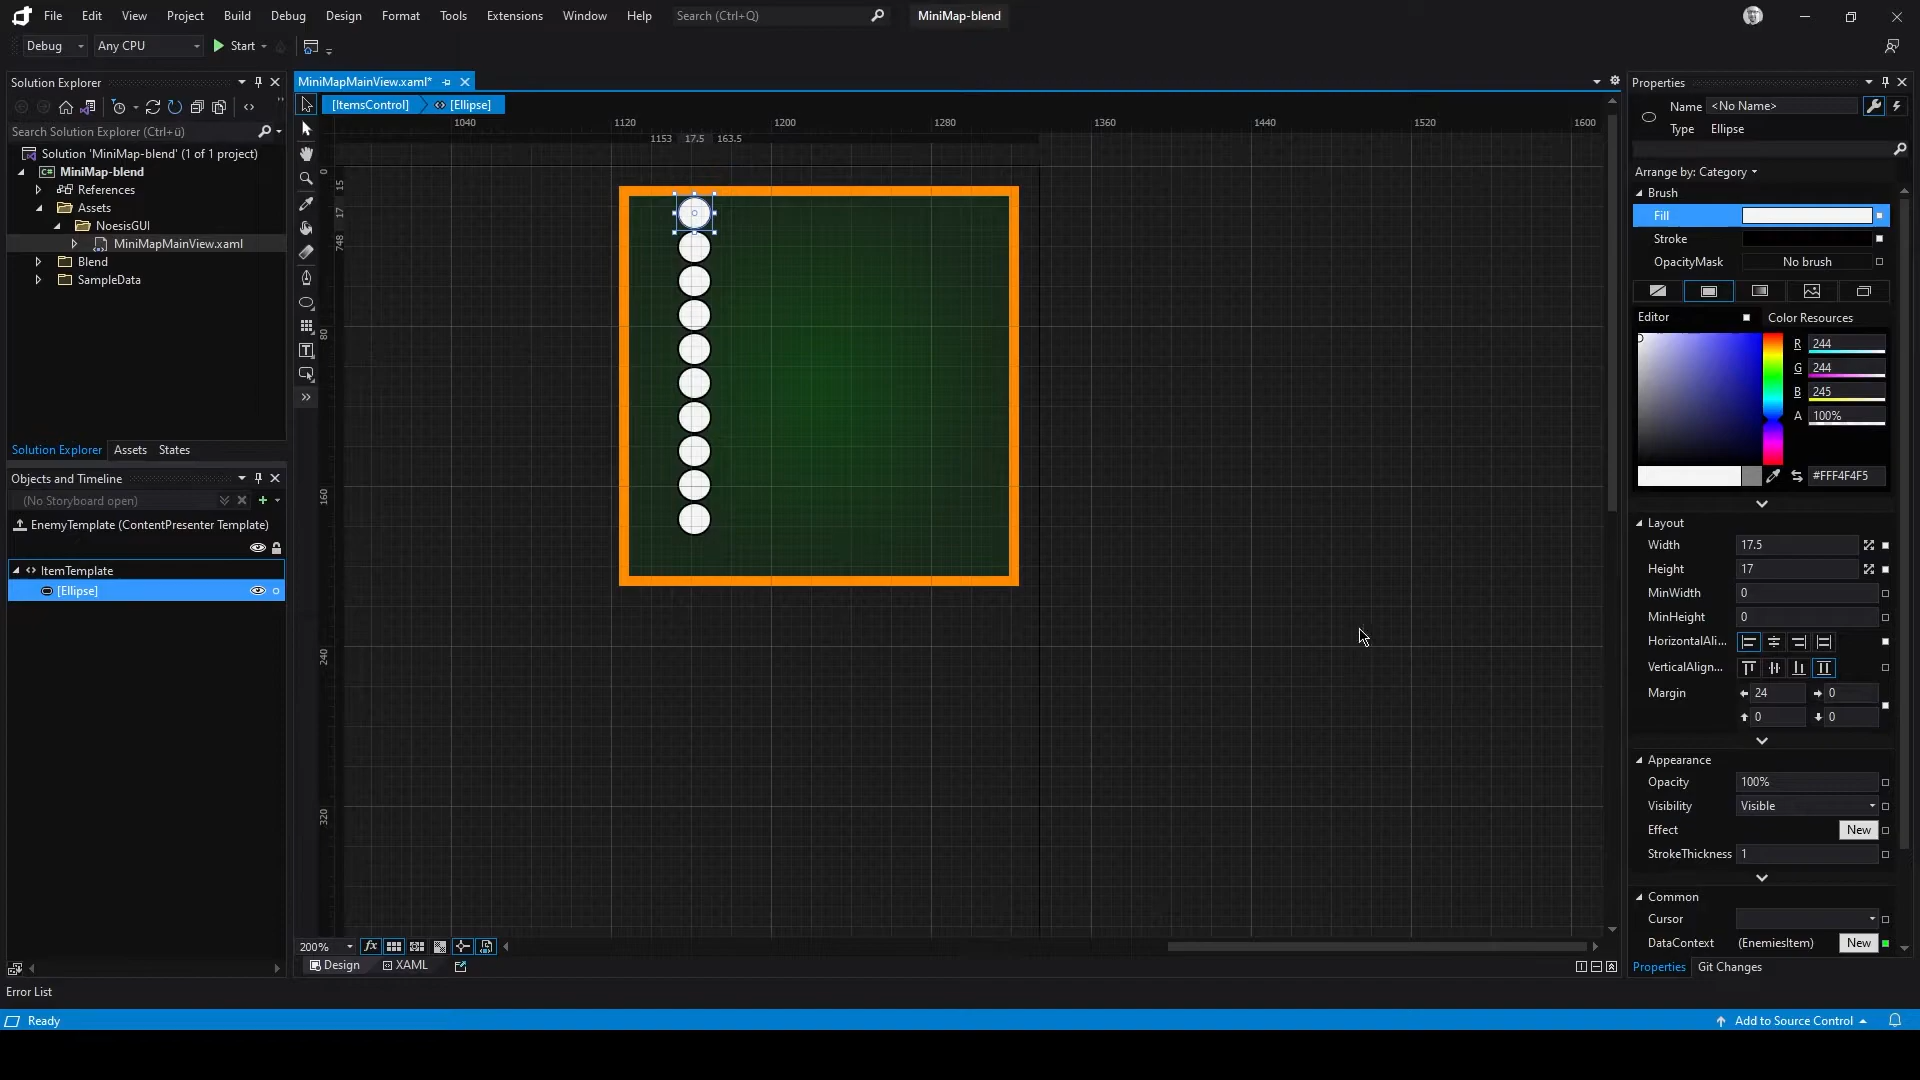 File Edit View Project Build Debug Design Format Tools Extensions Window Help Search (Ctrl+Q) MiniMap-blend
Debug Any CPU Start
Solution Explorer
Search Solution Explorer (Ctrl+ü)
Solution 'MiniMap-blend' (1 of 1 project)
MiniMap-blend
References
Assets
NoesisGUI
MiniMapMainView.xaml
Blend
SampleData
Solution Explorer Assets States
Objects and Timeline
(No Storyboard open)
EnemyTemplate (ContentPresenter Template)
ItemTemplate
[Ellipse]
MiniMapMainView.xaml*
[ItemsControl] [Ellipse]
1040 1120 1200 1280 1360 1440 1520 1600
1153 17.5 163.5
0
15
17
748
80
160
240
320
200% fx
Design XAML
Properties
Name <No Name>
Type Ellipse
Arrange by: Category
Brush
Fill
Stroke
OpacityMask No brush
Editor Color Resources
R 244
G 244
B 245
A 100%
#FFF4F4F5
Layout
Width 17.5
Height 17
MinWidth 0
MinHeight 0
HorizontalAli...
VerticalAlign...
Margin 24 0
0 0
Appearance
Opacity 100%
Visibility Visible
Effect New
StrokeThickness 1
Common
Cursor
DataContext (EnemiesItem) New
Properties Git Changes
Error List
Ready Add to Source Control